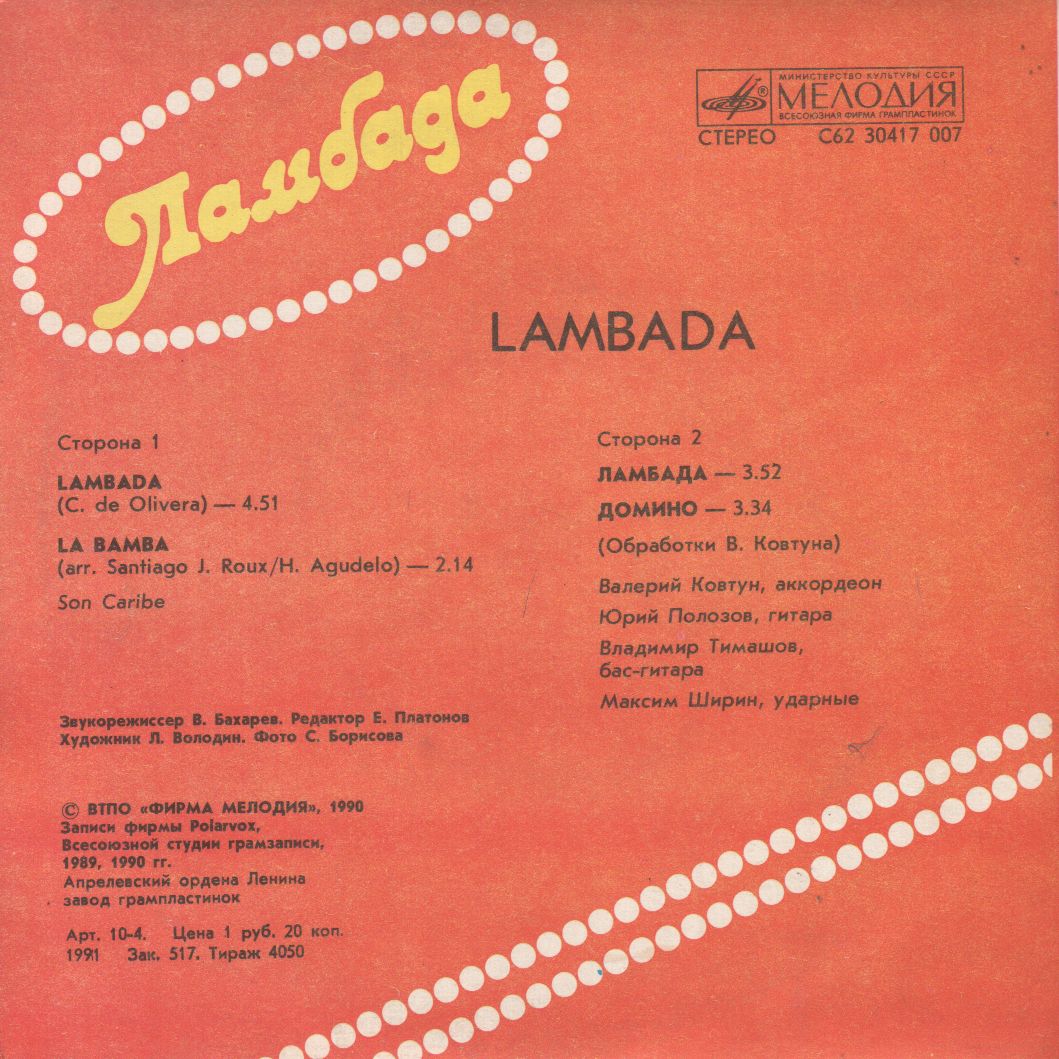 Ламбада
МИНИСТЕРСТВО КУЛЬТУРЫ СССР
МЕЛОДИЯ
ВСЕСОЮЗНАЯ ФИРМА ГРАМПЛАСТИНОК
СТЕРЕО С62 30417 007
LAMBADA
Сторона 1
LAMBADA
(C. de Olivera) — 4.51
LA BAMBA
(arr. Santiago J. Roux/H. Agudelo) — 2.14
Son Caribe
Сторона 2
ЛАМБАДА — 3.52
ДОМИНО — 3.34
(Обработки В. Ковтуна)
Валерий Ковтун, аккордеон
Юрий Полозов, гитара
Владимир Тимашов,
бас-гитара
Максим Ширин, ударные
Звукорежиссер В. Бахарев. Редактор Е. Платонов
Художник Л. Володин. Фото С. Борисова
© ВТПО «ФИРМА МЕЛОДИЯ», 1990
Записи фирмы Polarvox,
Всесоюзной студии грамзаписи,
1989, 1990 гг.
Апрелевский ордена Ленина
завод грампластинок
Арт. 10-4. Цена 1 руб. 20 коп.
1991 Зак. 517. Тираж 4050